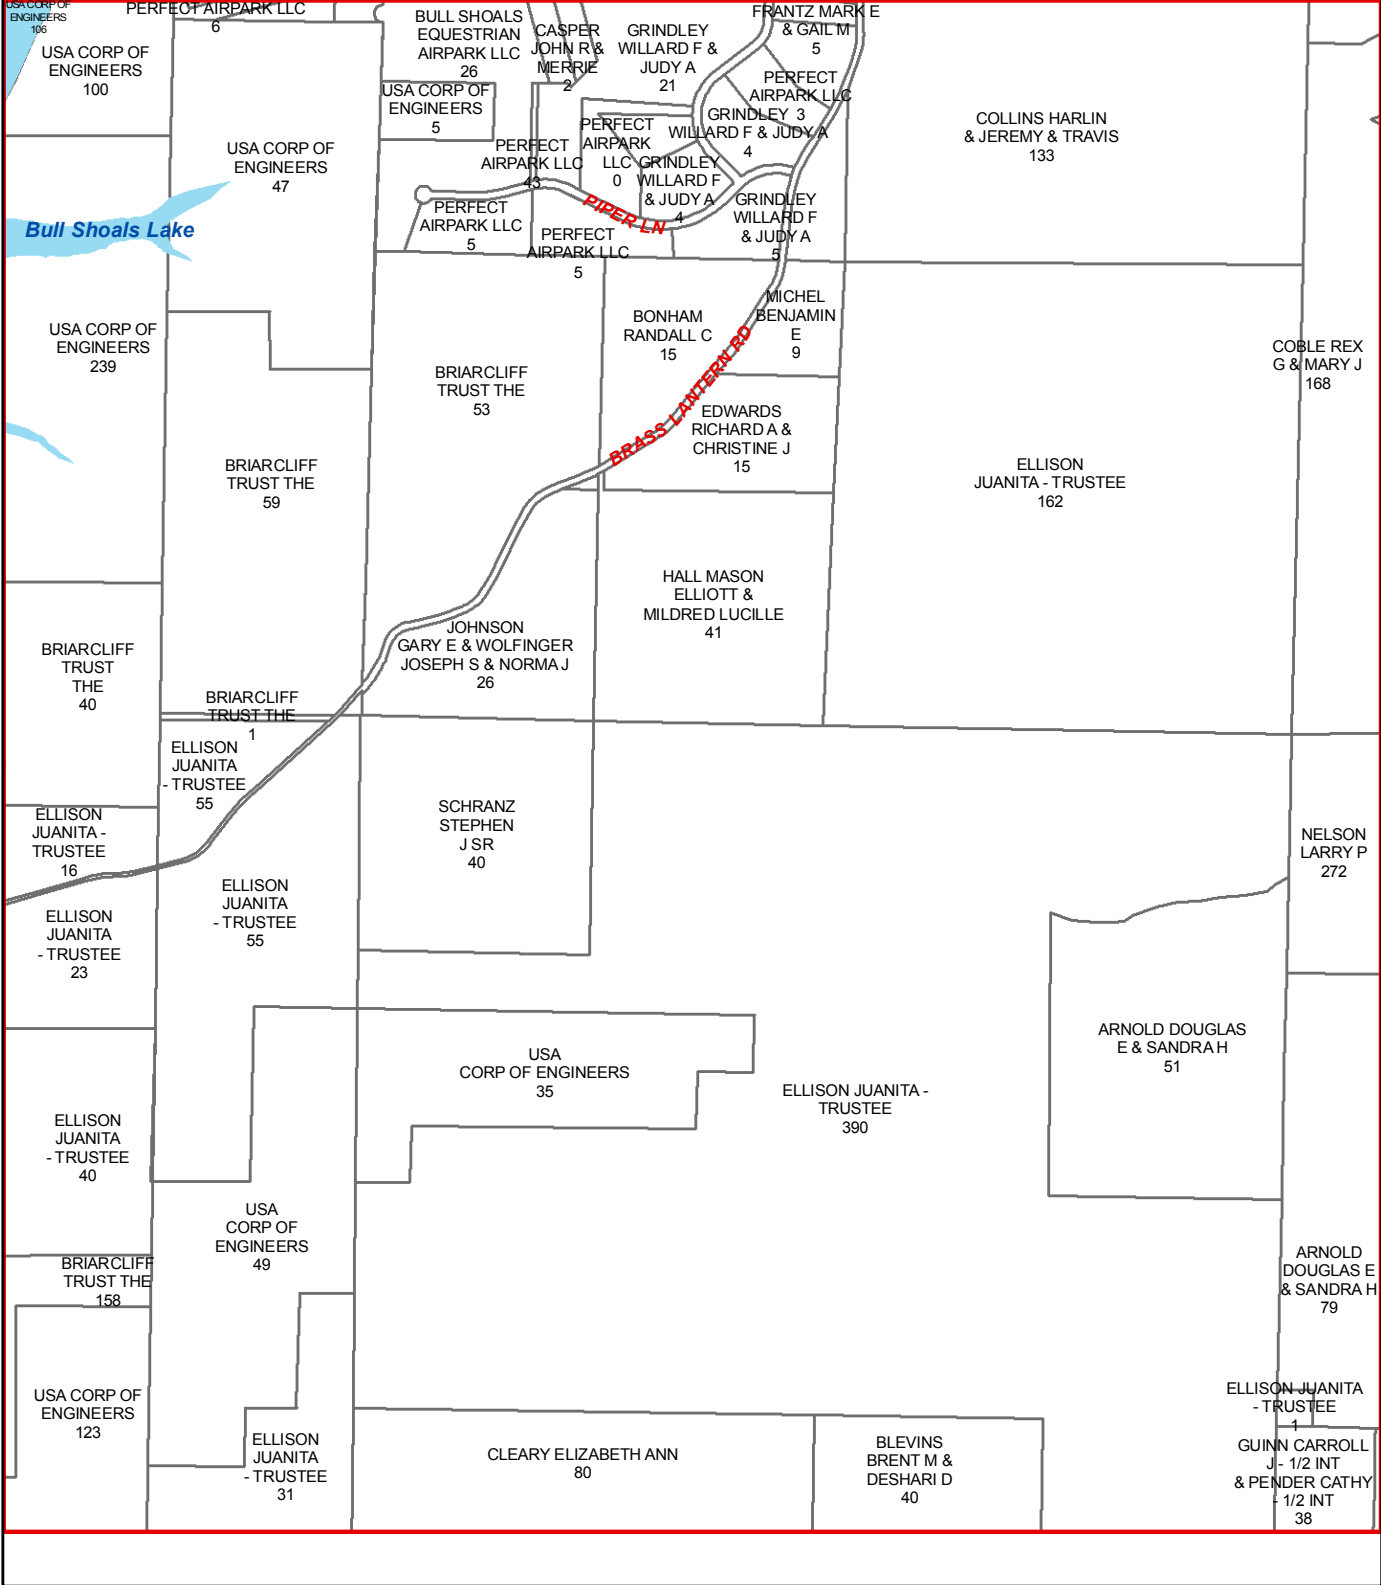 USA CORP OF
ENGINEERS
106
PERFECT AIRPARK LLC
6
USA CORP OF
ENGINEERS
100
BULL SHOALS
EQUESTRIAN
AIRPARK LLC
26
CASPER
JOHN R &
MERRIE
2
GRINDLEY
WILLARD F &
JUDY A
21
FRANTZ MARK E
& GAIL M
5
PERFECT
AIRPARK LLC
3
USA CORP OF
ENGINEERS
5
GRINDLEY
WILLARD F & JUDY A
4
COLLINS HARLIN
& JEREMY & TRAVIS
133
USA CORP OF
ENGINEERS
47
PERFECT
AIRPARK LLC
43
PERFECT
AIRPARK
LLC
0
GRINDLEY
WILLARD F
& JUDY A
4
GRINDLEY
WILLARD F
& JUDY A
5
PIPER LN
PERFECT
AIRPARK LLC
5
PERFECT
AIRPARK LLC
5
Bull Shoals Lake
USA CORP OF
ENGINEERS
239
BRIARCLIFF
TRUST THE
53
BONHAM
RANDALL C
15
MICHEL
BENJAMIN
E
9
BRASS LANTERN RD
COBLE REX
G & MARY J
168
EDWARDS
RICHARD A &
CHRISTINE J
15
BRIARCLIFF
TRUST THE
59
ELLISON
JUANITA - TRUSTEE
162
HALL MASON
ELLIOTT &
MILDRED LUCILLE
41
JOHNSON
GARY E & WOLFINGER
JOSEPH S & NORMA J
26
BRIARCLIFF
TRUST
THE
40
BRIARCLIFF
TRUST THE
1
ELLISON
JUANITA
- TRUSTEE
55
ELLISON
JUANITA -
TRUSTEE
16
SCHRANZ
STEPHEN
J SR
40
NELSON
LARRY P
272
ELLISON
JUANITA
- TRUSTEE
55
ELLISON
JUANITA
- TRUSTEE
23
ARNOLD DOUGLAS
E & SANDRA H
51
USA
CORP OF ENGINEERS
35
ELLISON JUANITA -
TRUSTEE
390
ELLISON
JUANITA
- TRUSTEE
40
USA
CORP OF
ENGINEERS
49
BRIARCLIFF
TRUST THE
158
ARNOLD
DOUGLAS E
& SANDRA H
79
USA CORP OF
ENGINEERS
123
ELLISON JUANITA
- TRUSTEE
1
ELLISON
JUANITA
- TRUSTEE
31
CLEARY ELIZABETH ANN
80
BLEVINS
BRENT M &
DESHARI D
40
GUINN CARROLL
J - 1/2 INT
& PENDER CATHY
- 1/2 INT
38